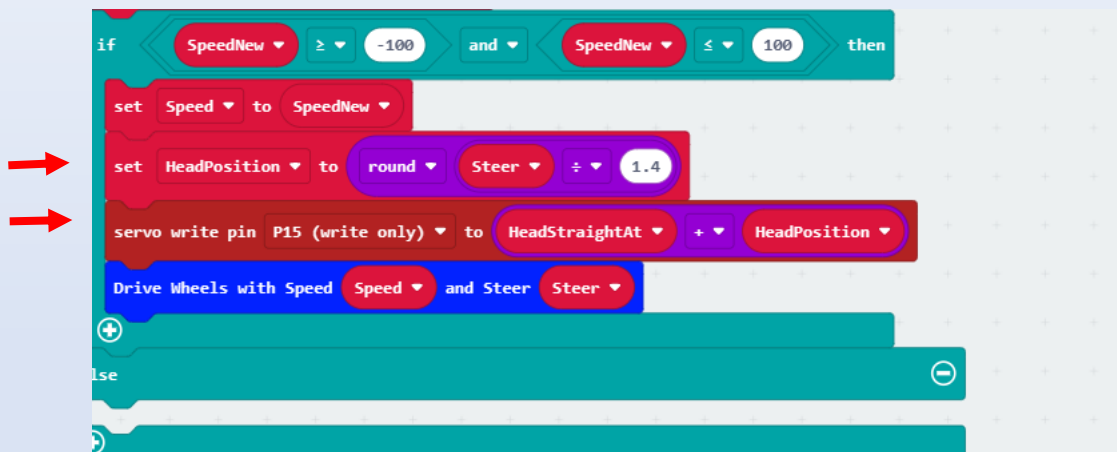 if SpeedNew ≥ -100 and SpeedNew ≤ 100 then
set Speed to SpeedNew
set HeadPosition to round Steer ÷ 1.4
servo write pin P15 (write only) to HeadStraightAt + HeadPosition
Drive Wheels with Speed Speed and Steer Steer
lse